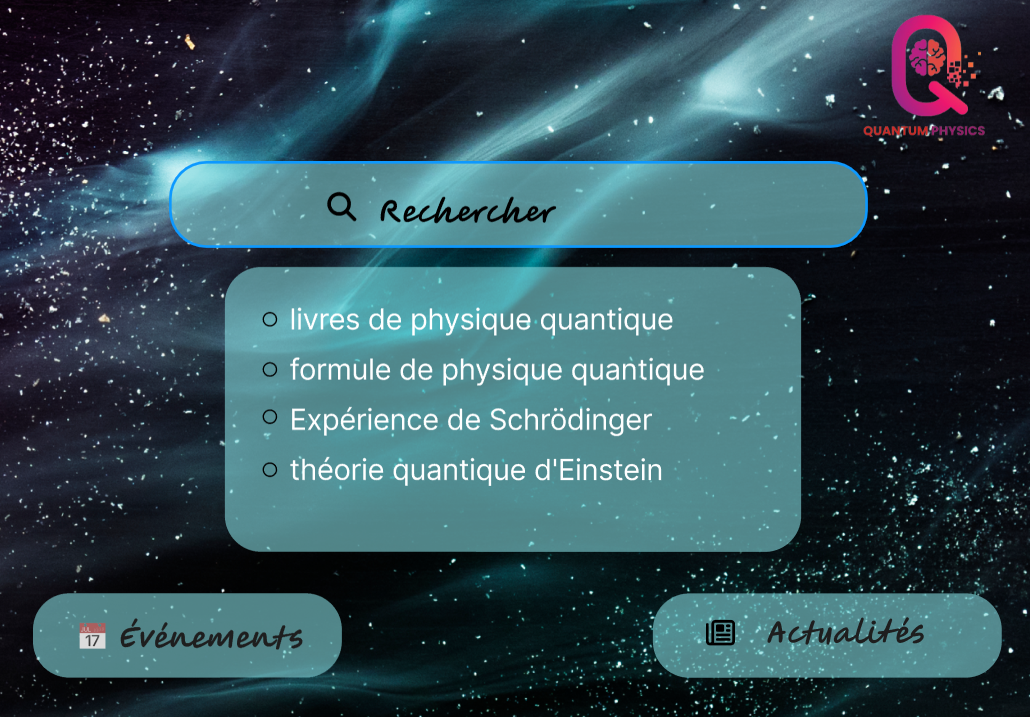 QUANTUM PHYSICS
Rechercher
livres de physique quantique
formule de physique quantique
Expérience de Schrödinger
théorie quantique d'Einstein
17
Événements
Actualités